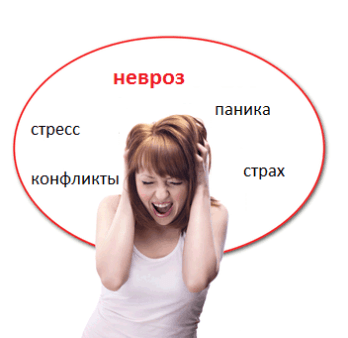 невроз
паника
стресс
страх
конфликты